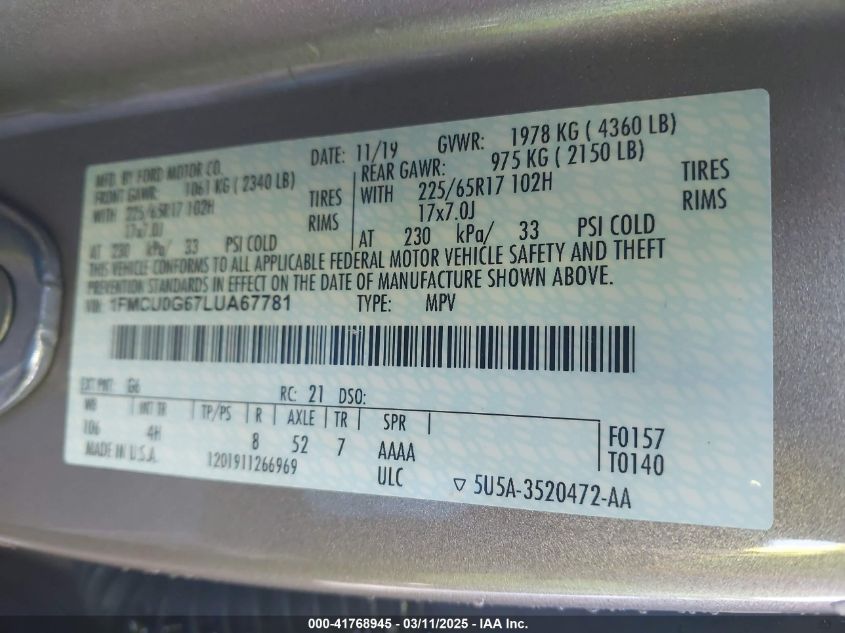 MFD. BY FORD MOTOR CO. DATE: 11/19 GVWR: 1978 KG ( 4360 LB)
FRONT GAWR: 1061 KG ( 2340 LB) REAR GAWR: 975 KG ( 2150 LB)
WITH 225/65R17 102H TIRES WITH 225/65R17 102H TIRES
17x7.0J RIMS 17x7.0J RIMS
AT 230 kPa/ 33 PSI COLD AT 230 kPa/ 33 PSI COLD
THIS VEHICLE CONFORMS TO ALL APPLICABLE FEDERAL MOTOR VEHICLE SAFETY AND THEFT
PREVENTION STANDARDS IN EFFECT ON THE DATE OF MANUFACTURE SHOWN ABOVE.
VIN: 1FMCU0G67LUA67781 TYPE: MPV
EXT PNT: G6 RC: 21 DSO:
WB INT TR TP/PS R AXLE TR SPR
106 4H 8 52 7 AAAA F0157
MADE IN U.S.A. 1201911266969 ULC T0140
▽ 5U5A-3520472-AA
000-41768945 - 03/11/2025 - IAA Inc.